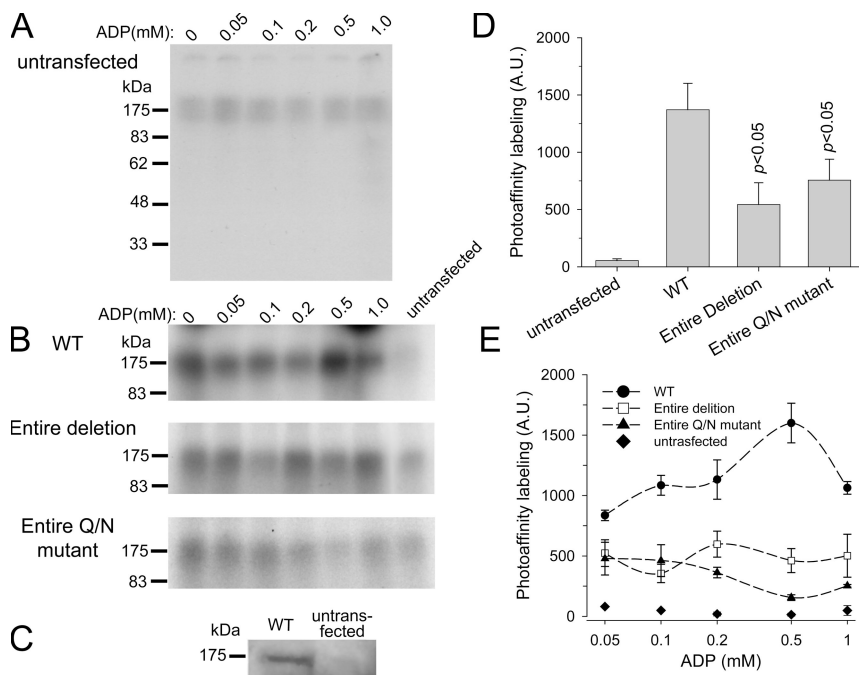 A
ADP(mM): 0 0.05 0.1 0.2 0.5 1.0
untransfected
kDa
175
83
62
48
33
B
ADP(mM): 0 0.05 0.1 0.2 0.5 1.0 untransfected
WT
kDa
175
83
Entire deletion
175
83
Entire Q/N
mutant
175
83
C
kDa
WT
untrans-
fected
175
D
Photoaffinity labeling (A.U.)
2000
1500
1000
500
0
p<0.05
p<0.05
untransfected
WT
Entire Deletion
Entire Q/N mutant
E
Photoaffinity labeling (A.U.)
2000
1500
1000
500
0
WT
Entire delition
Entire Q/N mutant
untrasfected
0.05 0.1 0.2 0.5 1
ADP (mM)